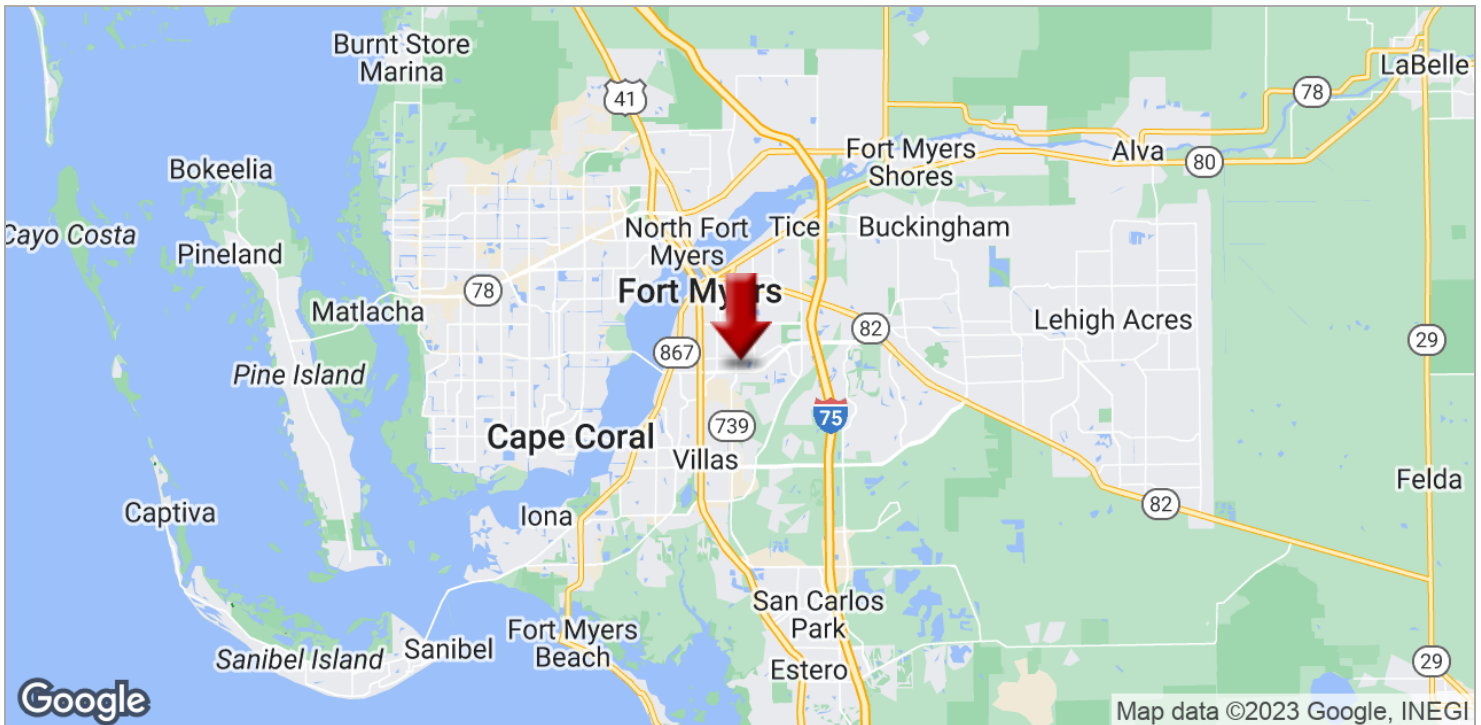 Burnt Store
Marina
LaBelle
41
78
Bokeelia
Fort Myers
Shores
Alva
80
Cayo Costa
Pineland
North Fort
Myers
Tice
Buckingham
78
Fort Myers
Matlacha
82
Lehigh Acres
867
29
Pine Island
75
739
Cape Coral
Villas
Felda
82
Captiva
Iona
San Carlos
Park
Fort Myers
Beach
Sanibel
Sanibel Island
Estero
29
Google
Map data ©2023 Google, INEGI